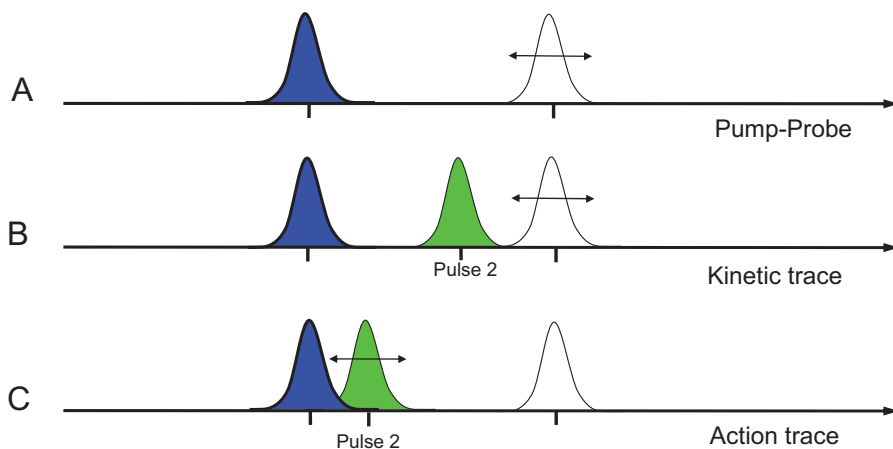 A
Pump-Probe
B
Pulse 2
Kinetic trace
C
Pulse 2
Action trace